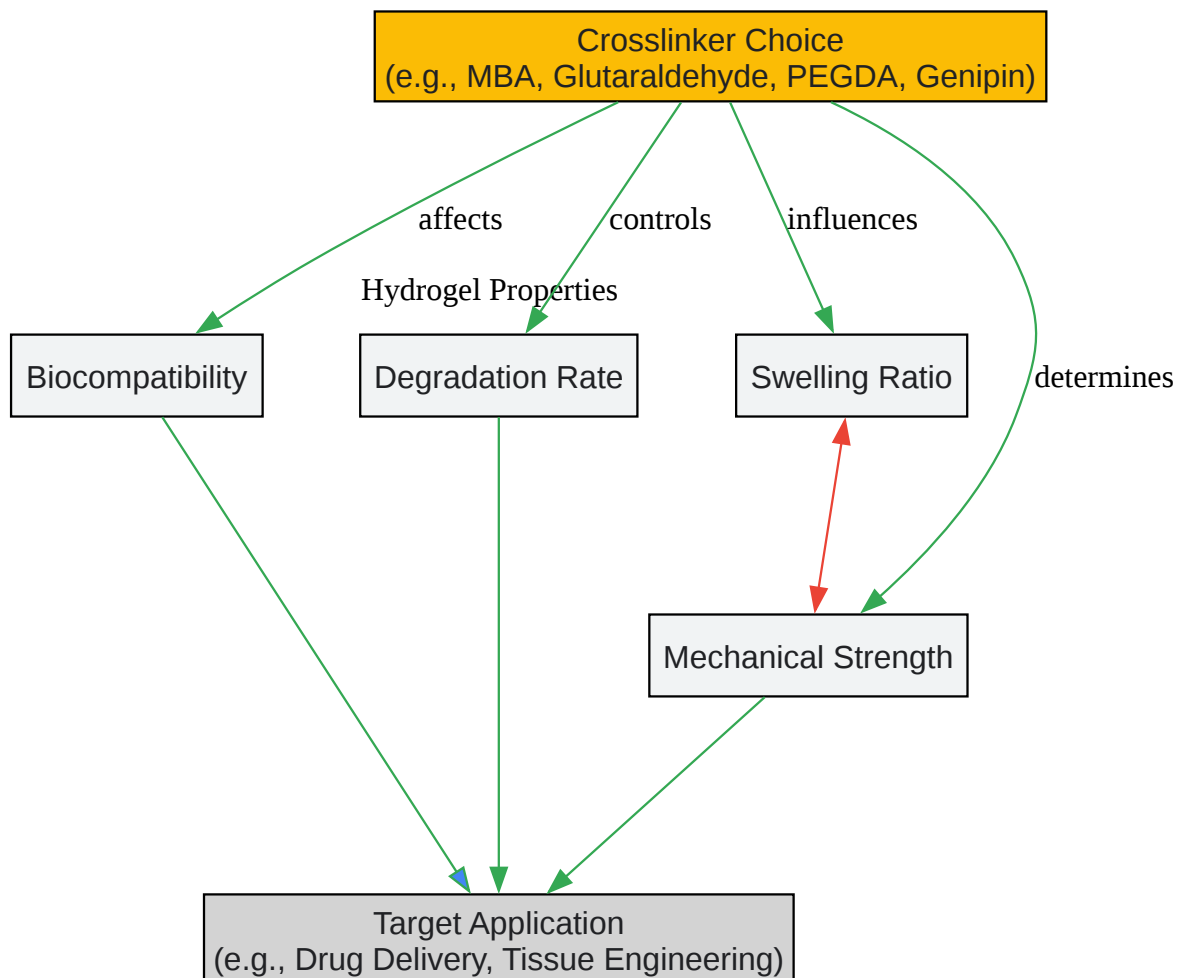 Crosslinker Choice
(e.g., MBA, Glutaraldehyde, PEGDA, Genipin)
affects
controls
influences
Hydrogel Properties
Biocompatibility
Degradation Rate
Swelling Ratio
determines
Mechanical Strength
Target Application
(e.g., Drug Delivery, Tissue Engineering)